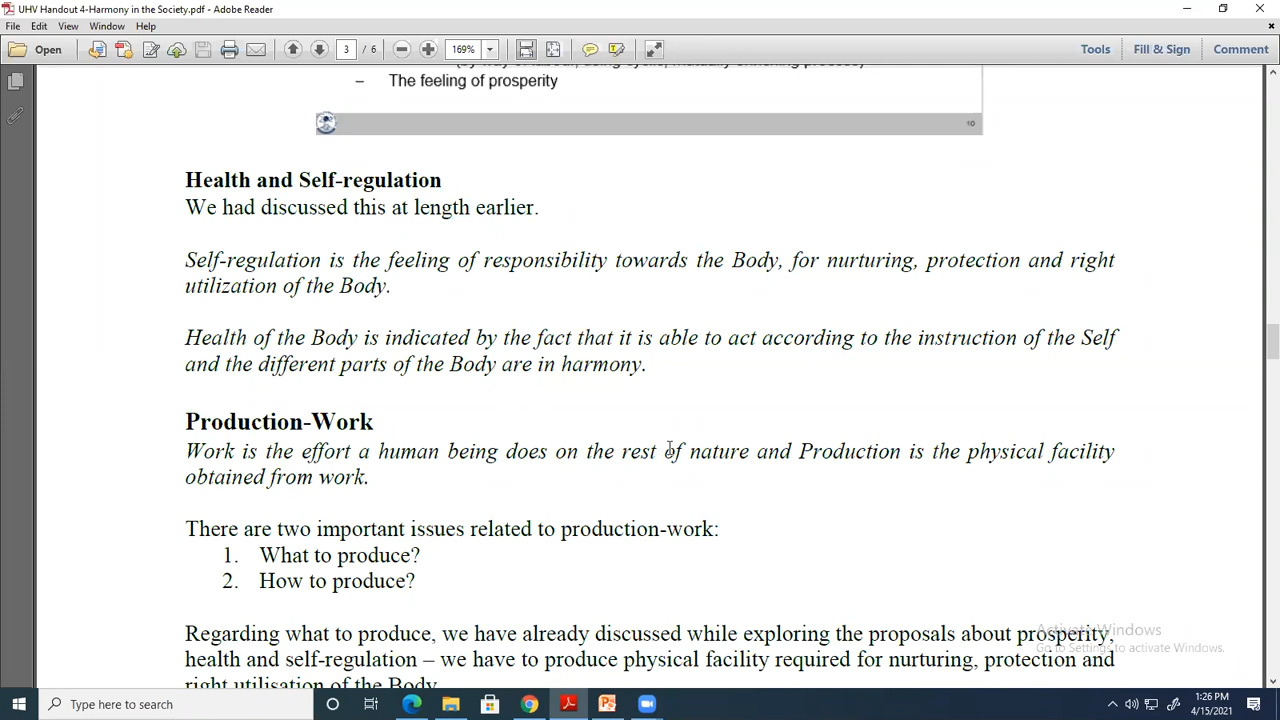 UHV Handout 4-Harmony in the Society.pdf - Adobe Reader
File Edit View Window Help
Open 3 / 6 169% Tools Fill & Sign Comment
– The feeling of prosperity
10
Health and Self-regulation
We had discussed this at length earlier.
Self-regulation is the feeling of responsibility towards the Body, for nurturing, protection and right
utilization of the Body.
Health of the Body is indicated by the fact that it is able to act according to the instruction of the Self
and the different parts of the Body are in harmony.
Production-Work
Work is the effort a human being does on the rest of nature and Production is the physical facility
obtained from work.
There are two important issues related to production-work:
1. What to produce?
2. How to produce?
Regarding what to produce, we have already discussed while exploring the proposals about prosperity,
health and self-regulation – we have to produce physical facility required for nurturing, protection and
right utilisation of the Body
Activate Windows
Go to Settings to activate Windows.
Type here to search
1:26 PM
4/15/2021